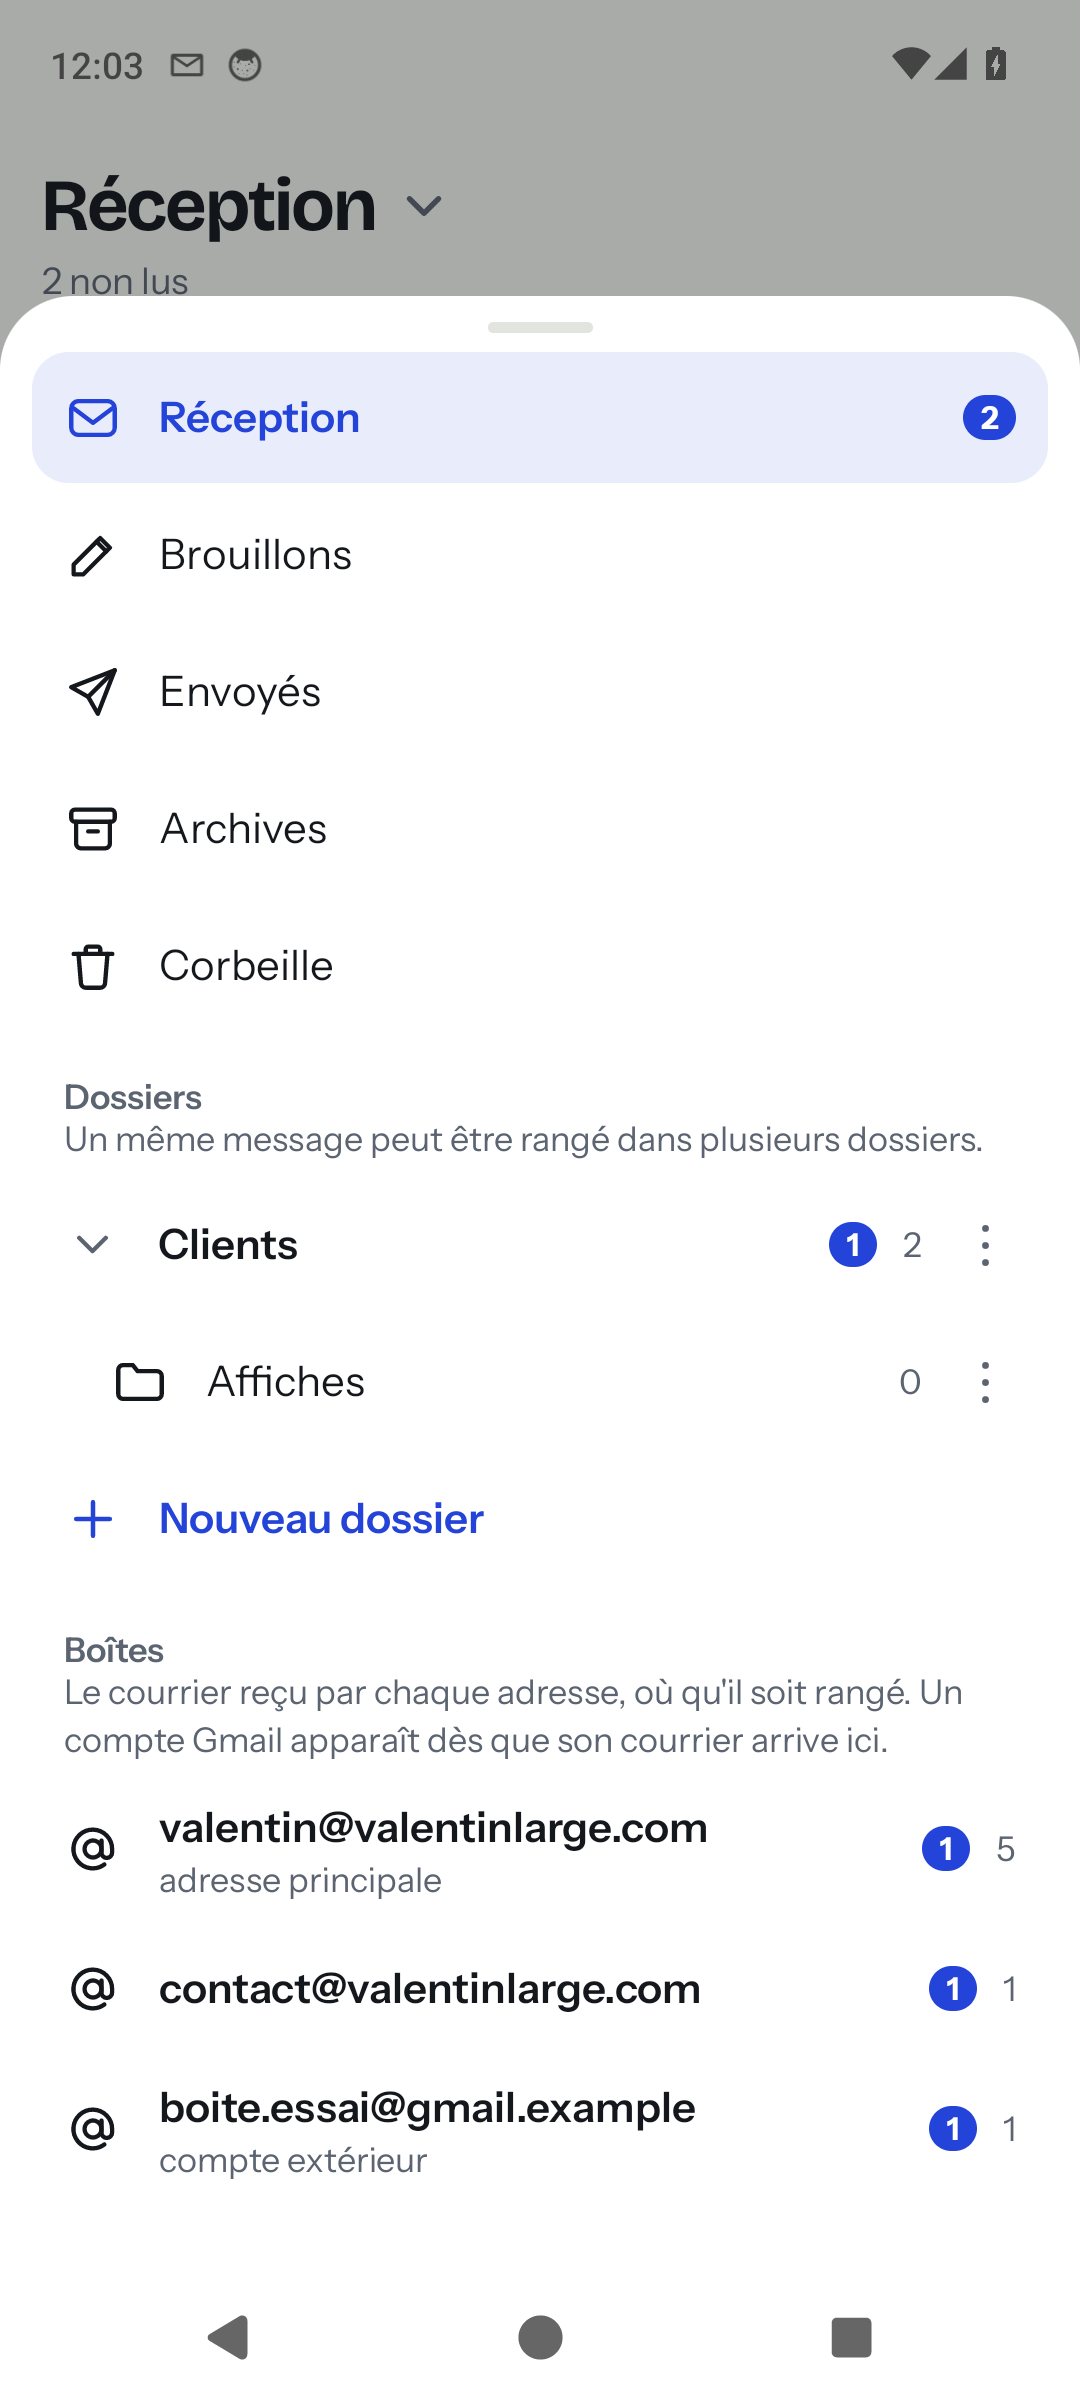 12:03
Réception
2 non lus
Réception 2
Brouillons
Envoyés
Archives
Corbeille
Dossiers
Un même message peut être rangé dans plusieurs dossiers.
Clients 1 2
Affiches 0
Nouveau dossier
Boîtes
Le courrier reçu par chaque adresse, où qu'il soit rangé. Un
compte Gmail apparaît dès que son courrier arrive ici.
valentin@valentinlarge.com 1 5
adresse principale
contact@valentinlarge.com 1 1
boite.essai@gmail.example 1 1
compte extérieur